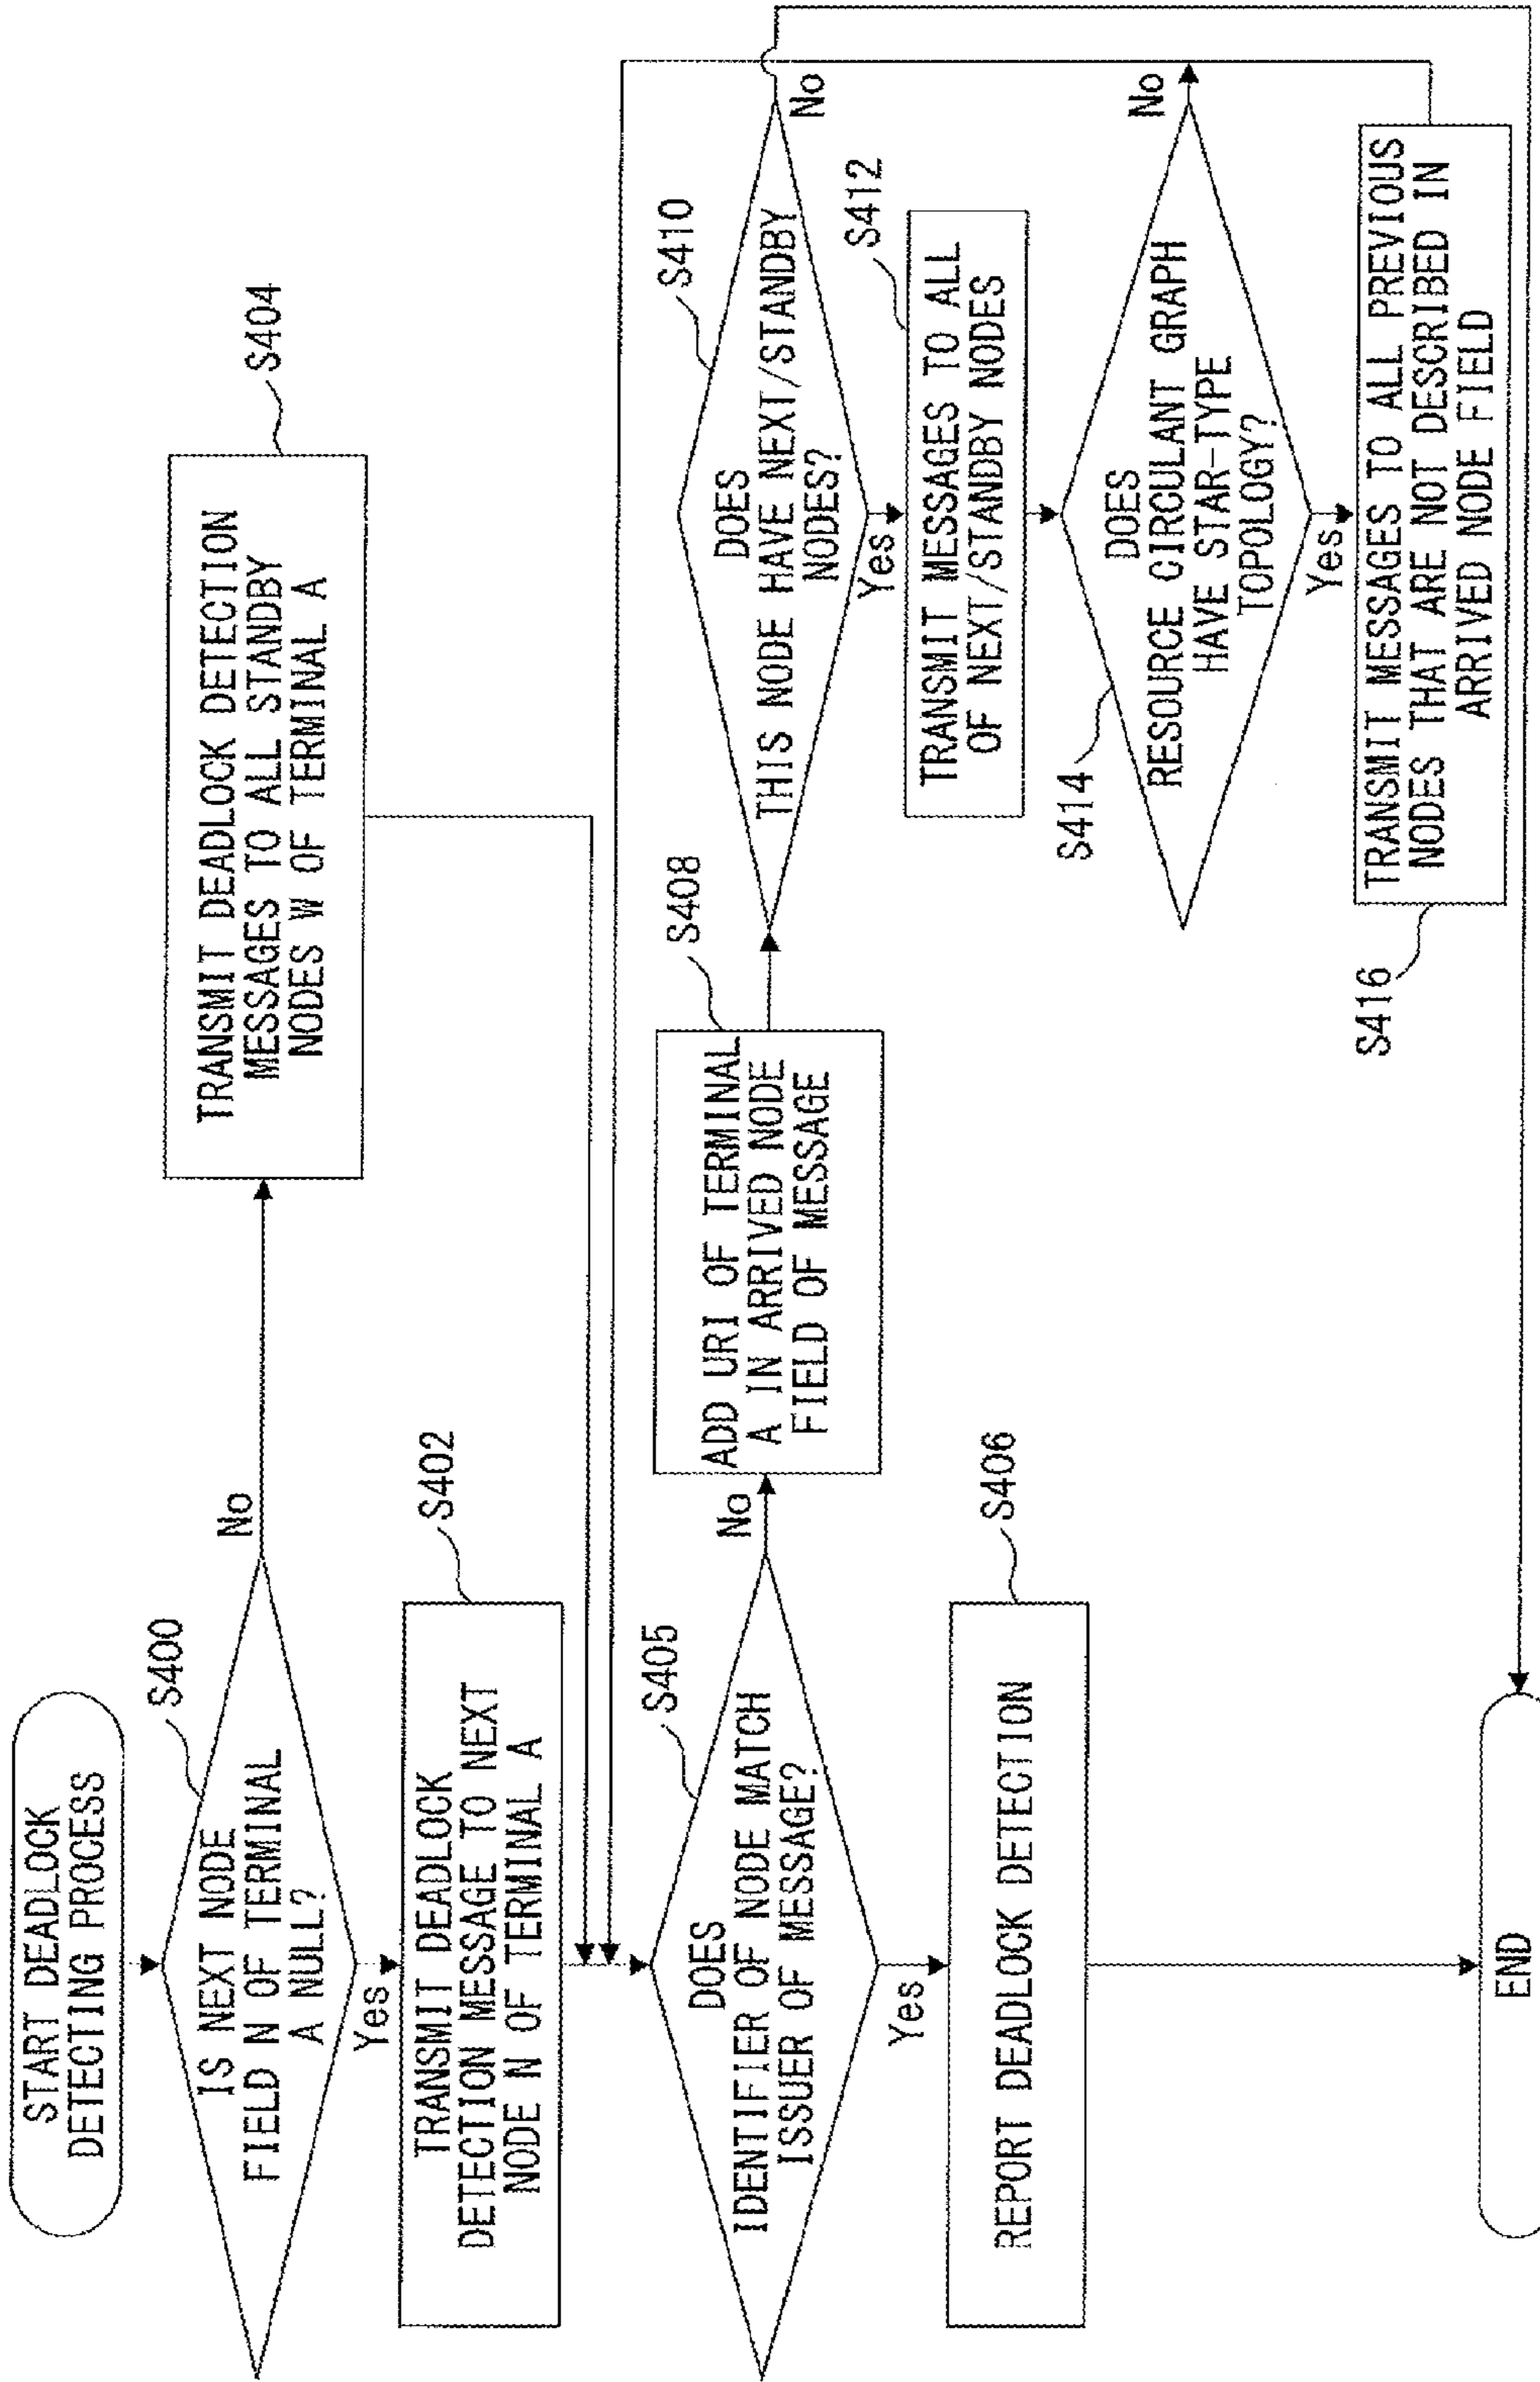 START DEADLOCK
DETECTING PROCESS
S400
IS NEXT NODE
FIELD N OF TERMINAL
A NULL?
No
Yes
S404
TRANSMIT DEADLOCK DETECTION
MESSAGES TO ALL STANDBY
NODES W OF TERMINAL A
S402
TRANSMIT DEADLOCK
DETECTION MESSAGE TO NEXT
NODE N OF TERMINAL A
S405
DOES
IDENTIFIER OF NODE MATCH
ISSUER OF MESSAGE?
No
Yes
S406
REPORT DEADLOCK DETECTION
S408
ADD URI OF TERMINAL
A IN ARRIVED NODE
FIELD OF MESSAGE
S410
DOES
THIS NODE HAVE NEXT/STANDBY
NODES?
No
Yes
S412
TRANSMIT MESSAGES TO ALL
OF NEXT/STANDBY NODES
S414
DOES
RESOURCE CIRCULANT GRAPH
HAVE STAR-TYPE
TOPOLOGY?
No
Yes
S416
TRANSMIT MESSAGES TO ALL PREVIOUS
NODES THAT ARE NOT DESCRIBED IN
ARRIVED NODE FIELD
END